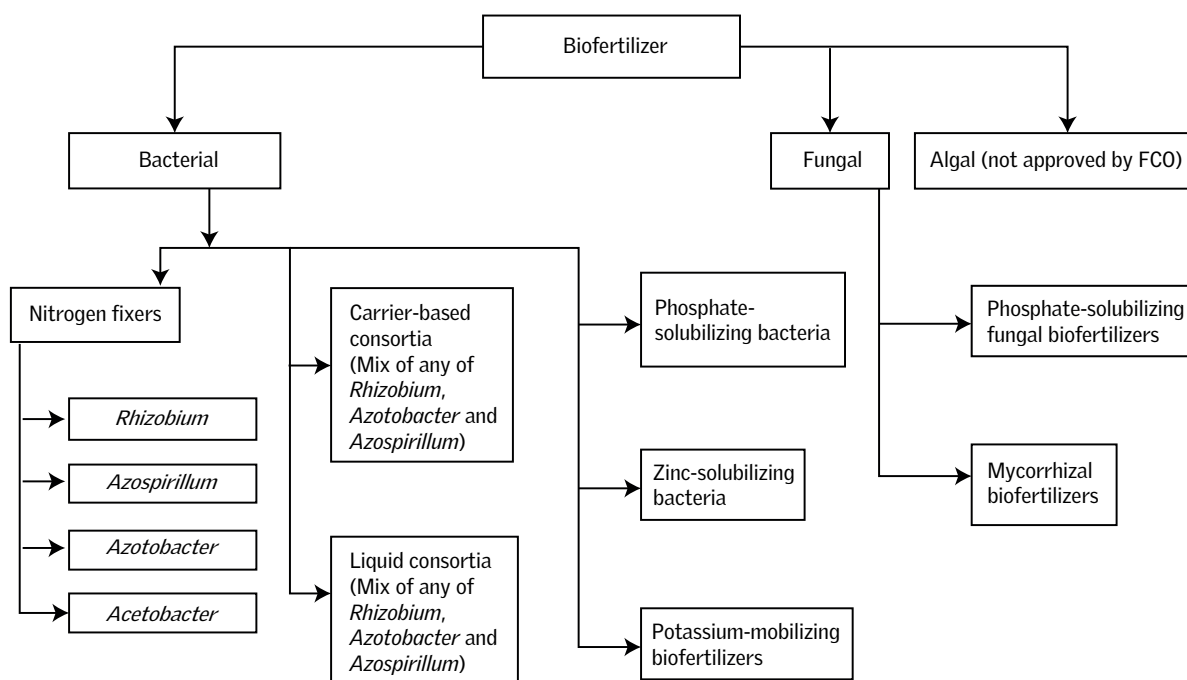 Biofertilizer
Bacterial
Fungal
Algal (not approved by FCO)
Nitrogen fixers
Rhizobium
Azospirillum
Azotobacter
Acetobacter
Carrier-based
consortia
(Mix of any of
Rhizobium,
Azotobacter and
Azospirillum)
Liquid consortia
(Mix of any of
Rhizobium,
Azotobacter and
Azospirillum)
Phosphate-
solubilizing bacteria
Zinc-solubilizing
bacteria
Potassium-mobilizing
biofertilizers
Phosphate-solubilizing
fungal biofertilizers
Mycorrhizal
biofertilizers